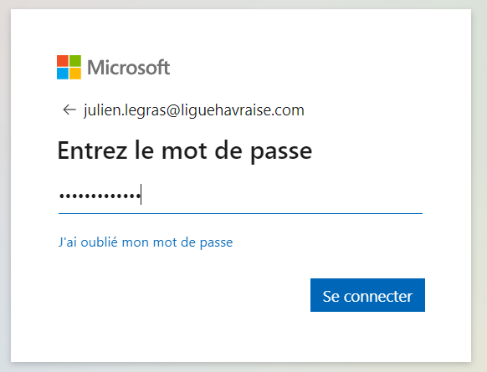 Microsoft
← julien.legras@liguehavraise.com
Entrez le mot de passe
•••••••••••••
J'ai oublié mon mot de passe
Se connecter